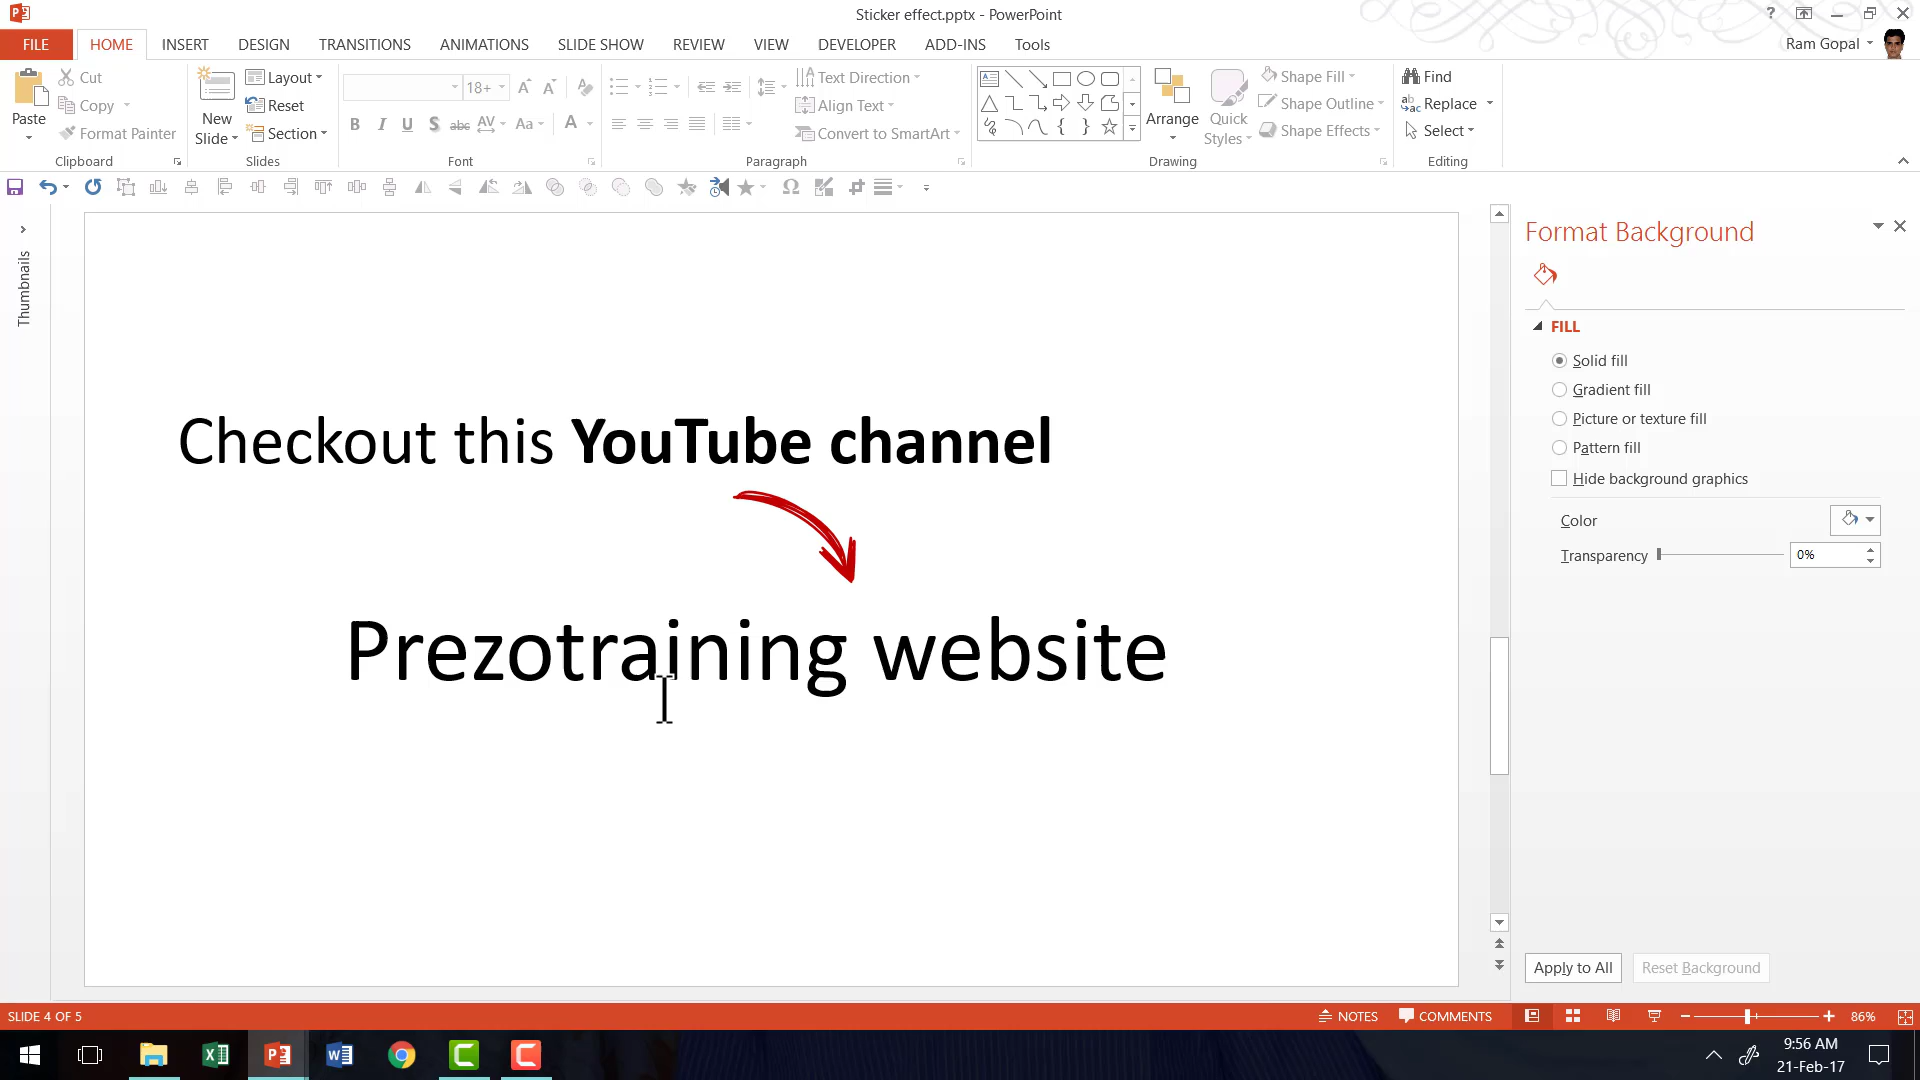 Sticker effect.pptx - PowerPoint
FILE HOME INSERT DESIGN TRANSITIONS ANIMATIONS SLIDE SHOW REVIEW VIEW DEVELOPER ADD-INS Tools
Ram Gopal
Paste
Cut
Copy
Format Painter
Clipboard
New
Slide
Layout
Reset
Section
Slides
18+
Font
Text Direction
Align Text
Convert to SmartArt
Paragraph
Arrange
Quick
Styles
Shape Fill
Shape Outline
Shape Effects
Drawing
Find
Replace
Select
Editing
Thumbnails
Checkout this YouTube channel
Prezotraining website
Format Background
FILL
Solid fill
Gradient fill
Picture or texture fill
Pattern fill
Hide background graphics
Color
Transparency 0%
Apply to All Reset Background
SLIDE 4 OF 5
NOTES COMMENTS 86%
9:56 AM
21-Feb-17